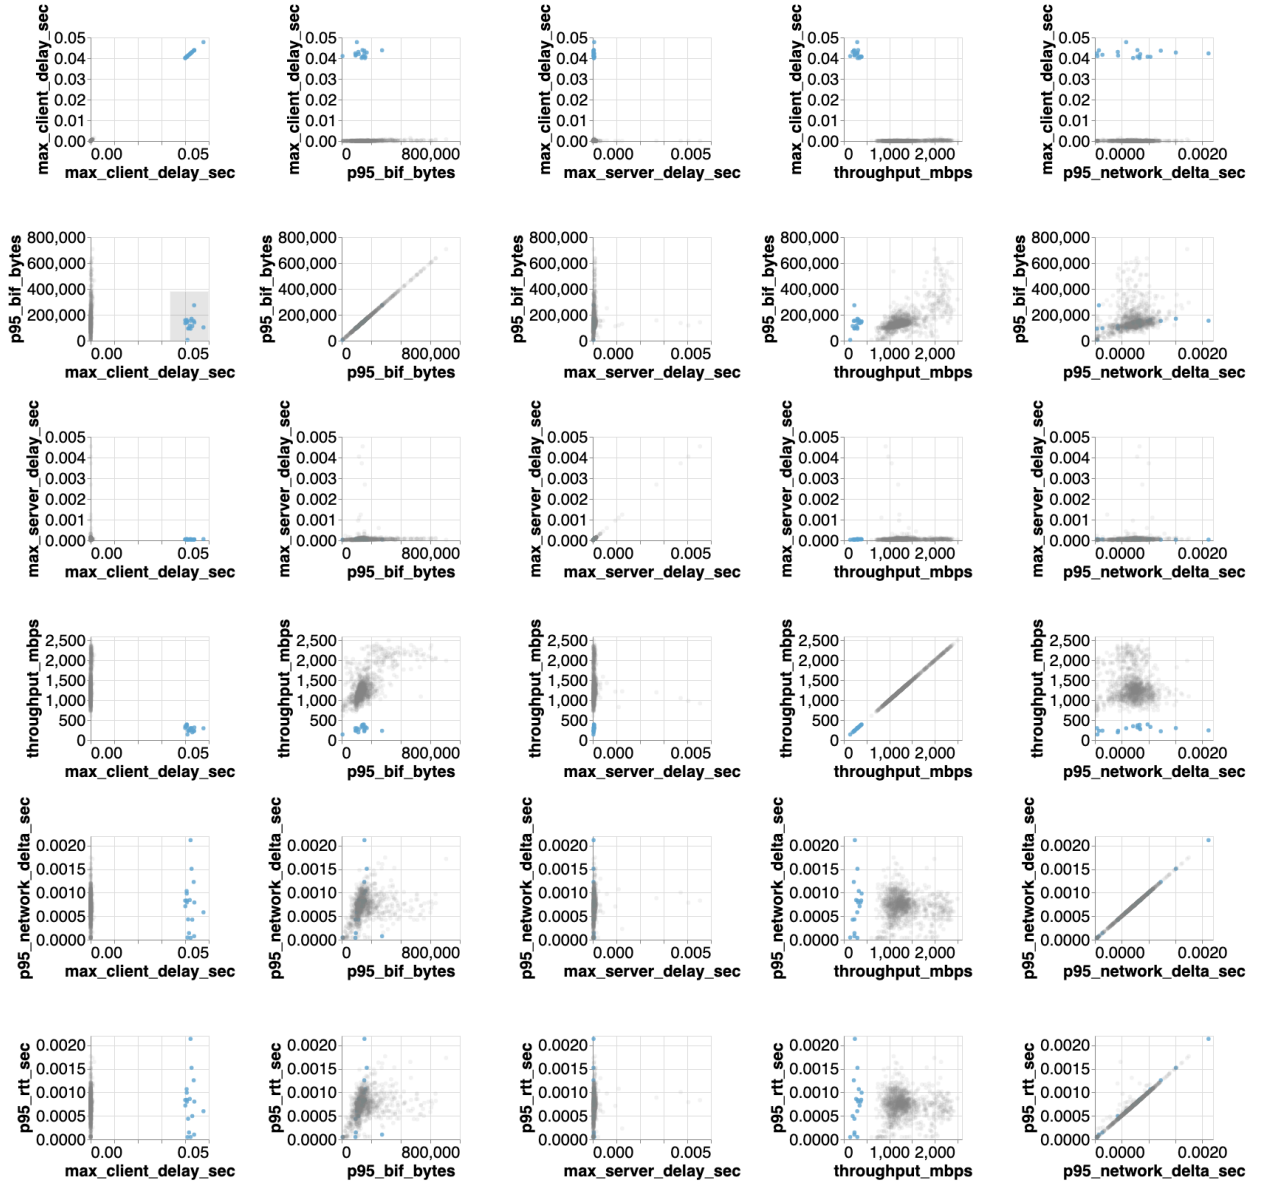 max_client_delay_sec
0.05
0.04
0.03
0.02
0.01
0.00
0.00 0.05
max_client_delay_sec
max_client_delay_sec
0.05
0.04
0.03
0.02
0.01
0.00
0 800,000
p95_bif_bytes
max_client_delay_sec
0.05
0.04
0.03
0.02
0.01
0.00
0.000 0.005
max_server_delay_sec
max_client_delay_sec
0.05
0.04
0.03
0.02
0.01
0.00
0 1,000 2,000
throughput_mbps
max_client_delay_sec
0.05
0.04
0.03
0.02
0.01
0.00
0.0000 0.0020
p95_network_delta_sec
p95_bif_bytes
800,000
600,000
400,000
200,000
0
0.00 0.05
max_client_delay_sec
p95_bif_bytes
800,000
600,000
400,000
200,000
0
0 800,000
p95_bif_bytes
p95_bif_bytes
800,000
600,000
400,000
200,000
0
0.000 0.005
max_server_delay_sec
p95_bif_bytes
800,000
600,000
400,000
200,000
0
0 1,000 2,000
throughput_mbps
p95_bif_bytes
800,000
600,000
400,000
200,000
0
0.0000 0.0020
p95_network_delta_sec
max_server_delay_sec
0.005
0.004
0.003
0.002
0.001
0.000
0.00 0.05
max_client_delay_sec
max_server_delay_sec
0.005
0.004
0.003
0.002
0.001
0.000
0 800,000
p95_bif_bytes
max_server_delay_sec
0.005
0.004
0.003
0.002
0.001
0.000
0.000 0.005
max_server_delay_sec
max_server_delay_sec
0.005
0.004
0.003
0.002
0.001
0.000
0 1,000 2,000
throughput_mbps
max_server_delay_sec
0.005
0.004
0.003
0.002
0.001
0.000
0.0000 0.0020
p95_network_delta_sec
throughput_mbps
2,500
2,000
1,500
1,000
500
0
0.00 0.05
max_client_delay_sec
throughput_mbps
2,500
2,000
1,500
1,000
500
0
0 800,000
p95_bif_bytes
throughput_mbps
2,500
2,000
1,500
1,000
500
0
0.000 0.005
max_server_delay_sec
throughput_mbps
2,500
2,000
1,500
1,000
500
0
0 1,000 2,000
throughput_mbps
throughput_mbps
2,500
2,000
1,500
1,000
500
0
0.0000 0.0020
p95_network_delta_sec
p95_network_delta_sec
0.0020
0.0015
0.0010
0.0005
0.0000
0.00 0.05
max_client_delay_sec
p95_network_delta_sec
0.0020
0.0015
0.0010
0.0005
0.0000
0 800,000
p95_bif_bytes
p95_network_delta_sec
0.0020
0.0015
0.0010
0.0005
0.0000
0.000 0.005
max_server_delay_sec
p95_network_delta_sec
0.0020
0.0015
0.0010
0.0005
0.0000
0 1,000 2,000
throughput_mbps
p95_network_delta_sec
0.0020
0.0015
0.0010
0.0005
0.0000
0.0000 0.0020
p95_network_delta_sec
p95_rtt_sec
0.0020
0.0015
0.0010
0.0005
0.0000
0.00 0.05
max_client_delay_sec
p95_rtt_sec
0.0020
0.0015
0.0010
0.0005
0.0000
0 800,000
p95_bif_bytes
p95_rtt_sec
0.0020
0.0015
0.0010
0.0005
0.0000
0.000 0.005
max_server_delay_sec
p95_rtt_sec
0.0020
0.0015
0.0010
0.0005
0.0000
0 1,000 2,000
throughput_mbps
p95_rtt_sec
0.0020
0.0015
0.0010
0.0005
0.0000
0.0000 0.0020
p95_network_delta_sec